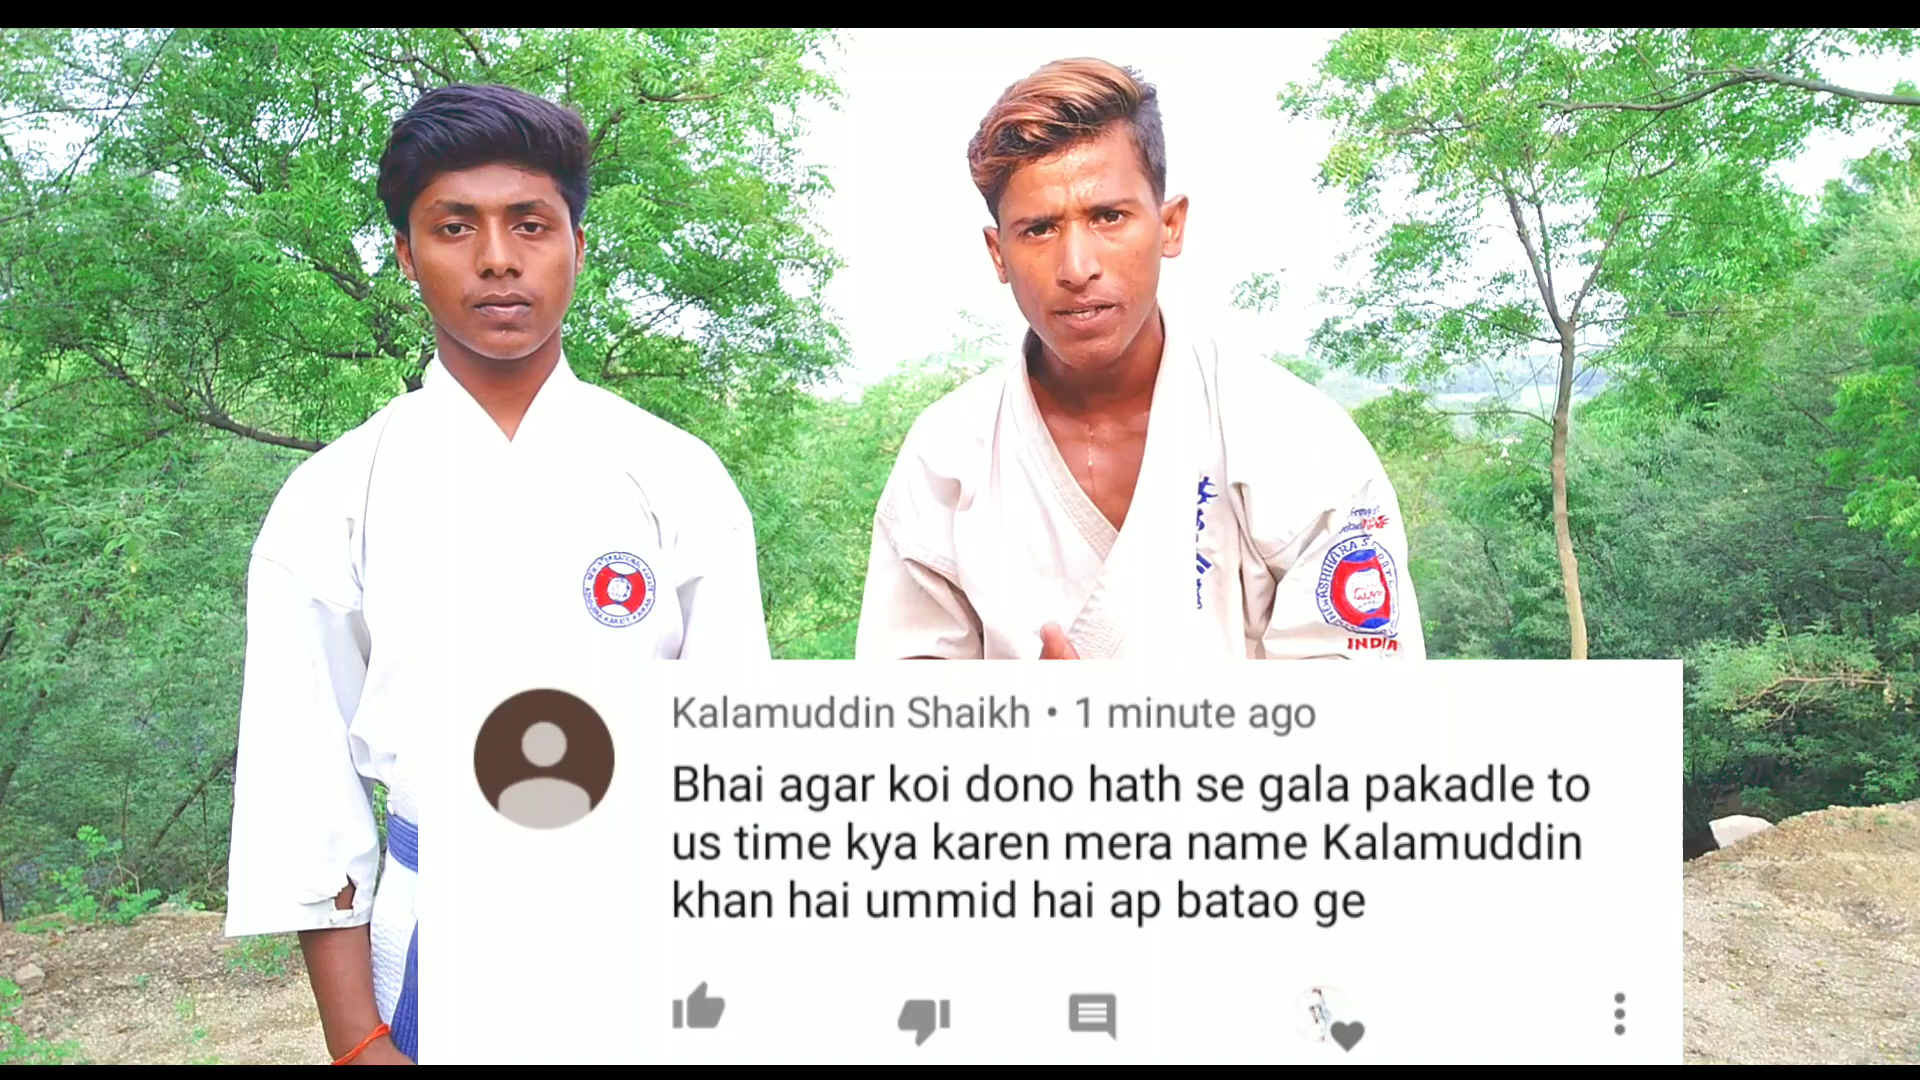 INDIA
Kalamuddin Shaikh • 1 minute ago
Bhai agar koi dono hath se gala pakadle to
us time kya karen mera name Kalamuddin
khan hai ummid hai ap batao ge